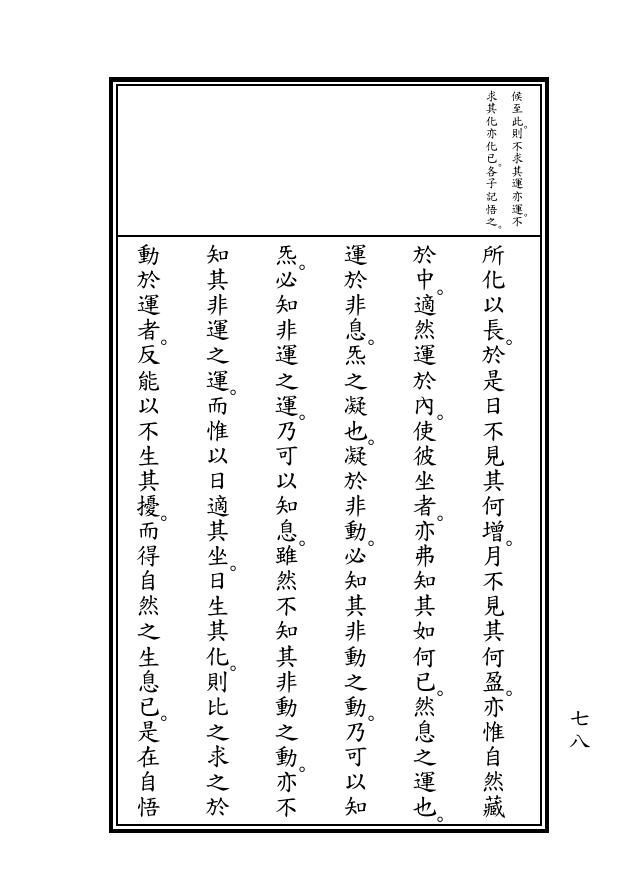 候至此。則不求其運亦運。不
求其化亦化已。各子記悟之。
所化以長。於是日不見其何增。月不見其何盈。亦惟自然藏
於中。適然運於內。使彼坐者。亦弗知其如何已。然息之運也。
運於非息。炁之凝也。凝於非動。必知其非動之動。乃可以知
炁。必知非運之運。乃可以知息。雖然不知其非動之動。亦不
知其非運之運。而惟以日適其坐。日生其化。則比之求之於
動於運者。反能以不生其擾。而得自然之生息已。是在自悟
七八